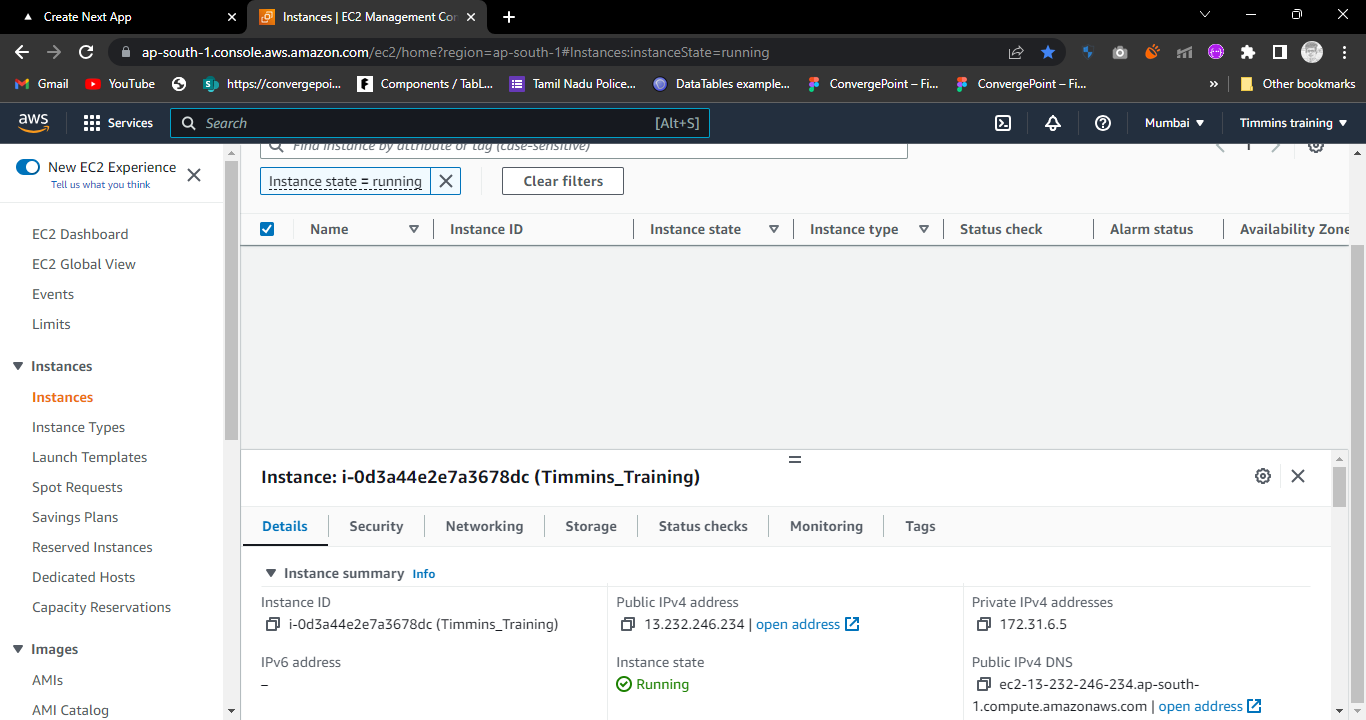 Create Next App
Instances | EC2 Management Con
ap-south-1.console.aws.amazon.com/ec2/home?region=ap-south-1#Instances:instanceState=running
Gmail YouTube https://convergepoi... Components / TabL... Tamil Nadu Police... DataTables example... ConvergePoint – Fi... ConvergePoint – Fi... » Other bookmarks
aws Services Search [Alt+S] Mumbai Timmins training
New EC2 Experience
Tell us what you think
EC2 Dashboard
EC2 Global View
Events
Limits
Instances
Instances
Instance Types
Launch Templates
Spot Requests
Savings Plans
Reserved Instances
Dedicated Hosts
Capacity Reservations
Images
AMIs
AMI Catalog
Find instance by attribute or tag (case-sensitive) 1
Instance state = running Clear filters
Name Instance ID Instance state Instance type Status check Alarm status Availability Zone
Instance: i-0d3a44e2e7a3678dc (Timmins_Training)
Details Security Networking Storage Status checks Monitoring Tags
Instance summary Info
Instance ID
i-0d3a44e2e7a3678dc (Timmins_Training)
Public IPv4 address
13.232.246.234 | open address
Private IPv4 addresses
172.31.6.5
IPv6 address
–
Instance state
Running
Public IPv4 DNS
ec2-13-232-246-234.ap-south-
1.compute.amazonaws.com | open address